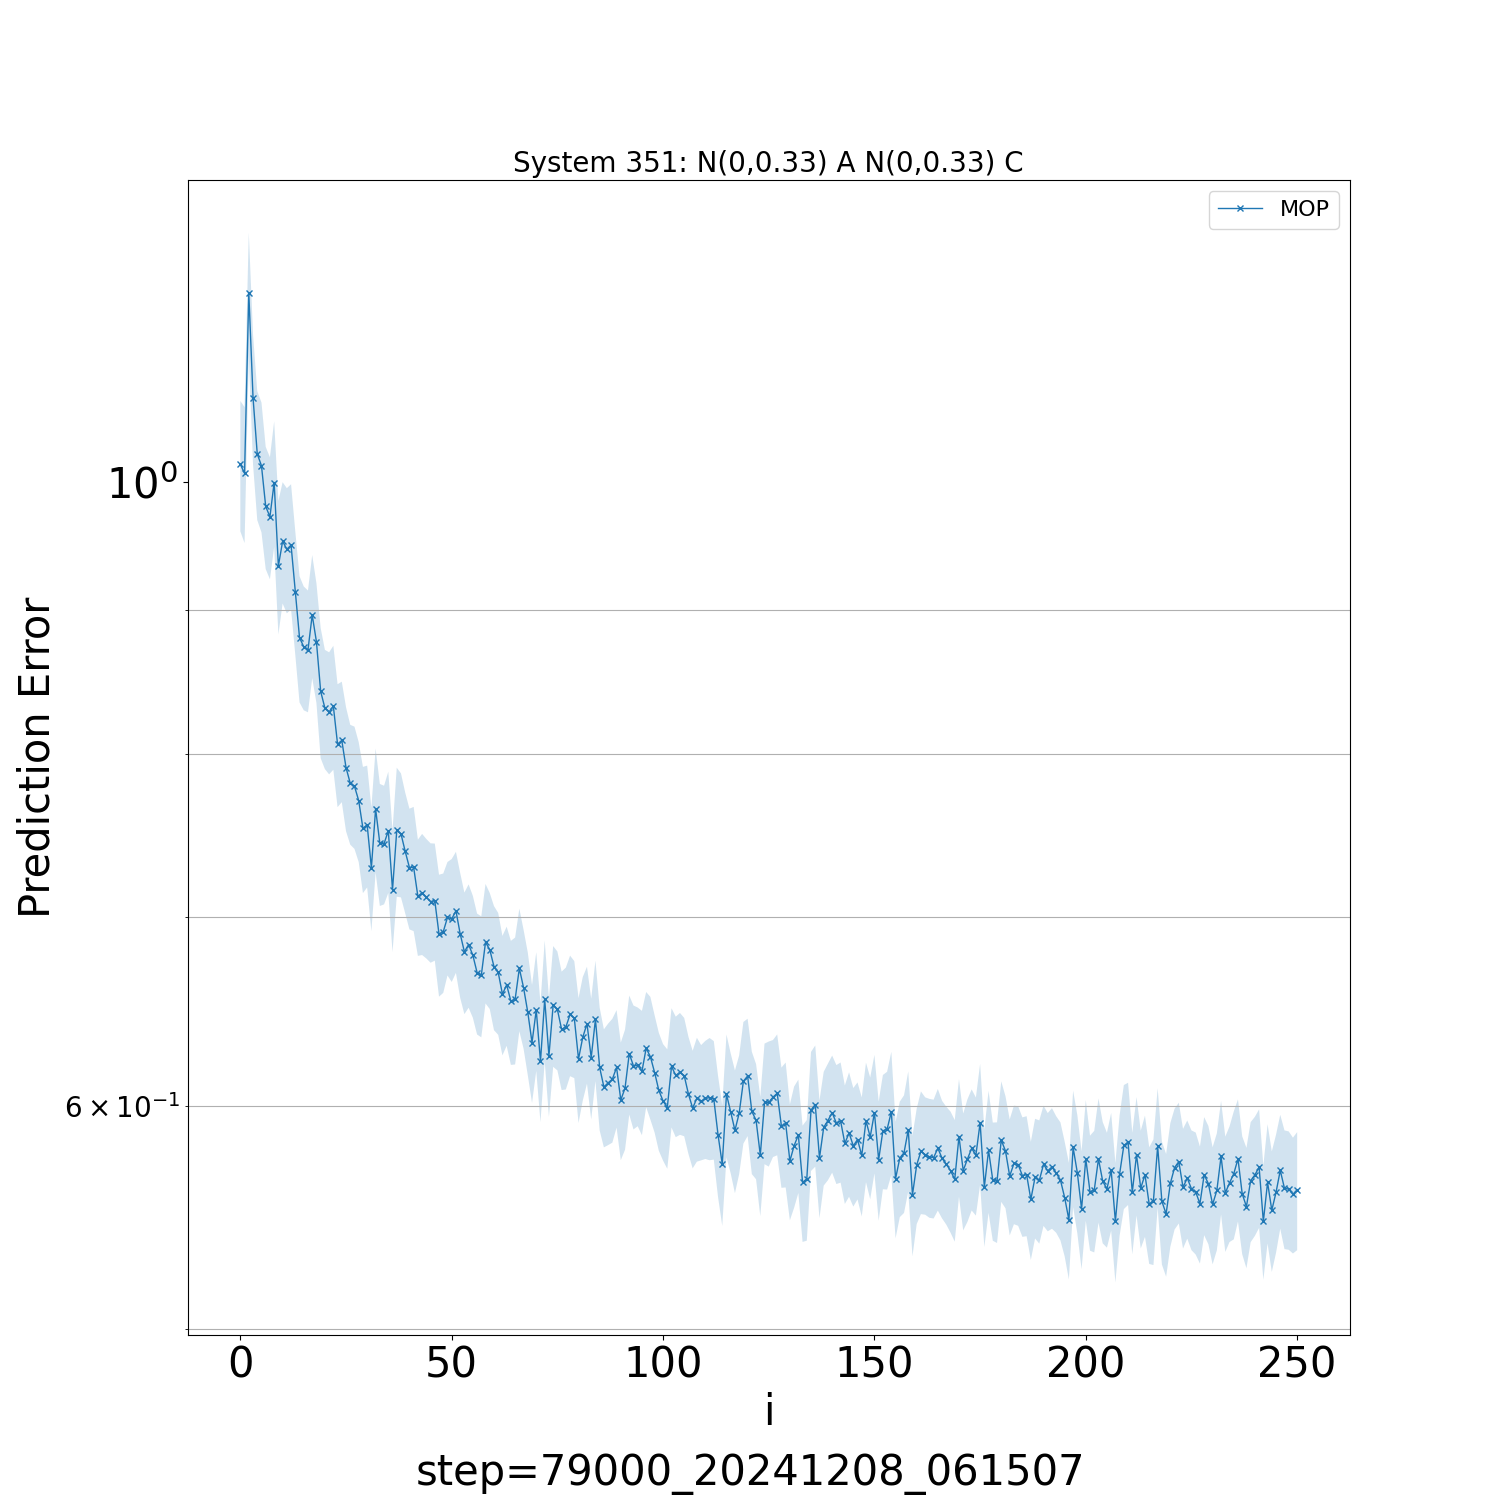 System 351: N(0,0.33) A N(0,0.33) C
MOP
10⁰
6 × 10⁻¹
Prediction Error
0 50 100 150 200 250
i
step=79000_20241208_061507